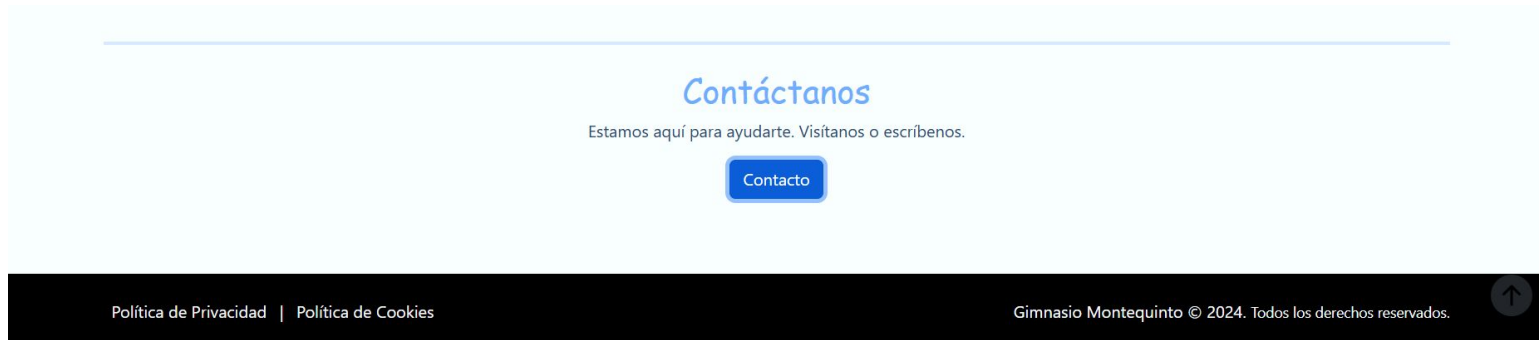 Contáctanos
Estamos aquí para ayudarte. Visítanos o escríbenos.
Contacto
Política de Privacidad | Política de Cookies
Gimnasio Montequinto © 2024. Todos los derechos reservados.